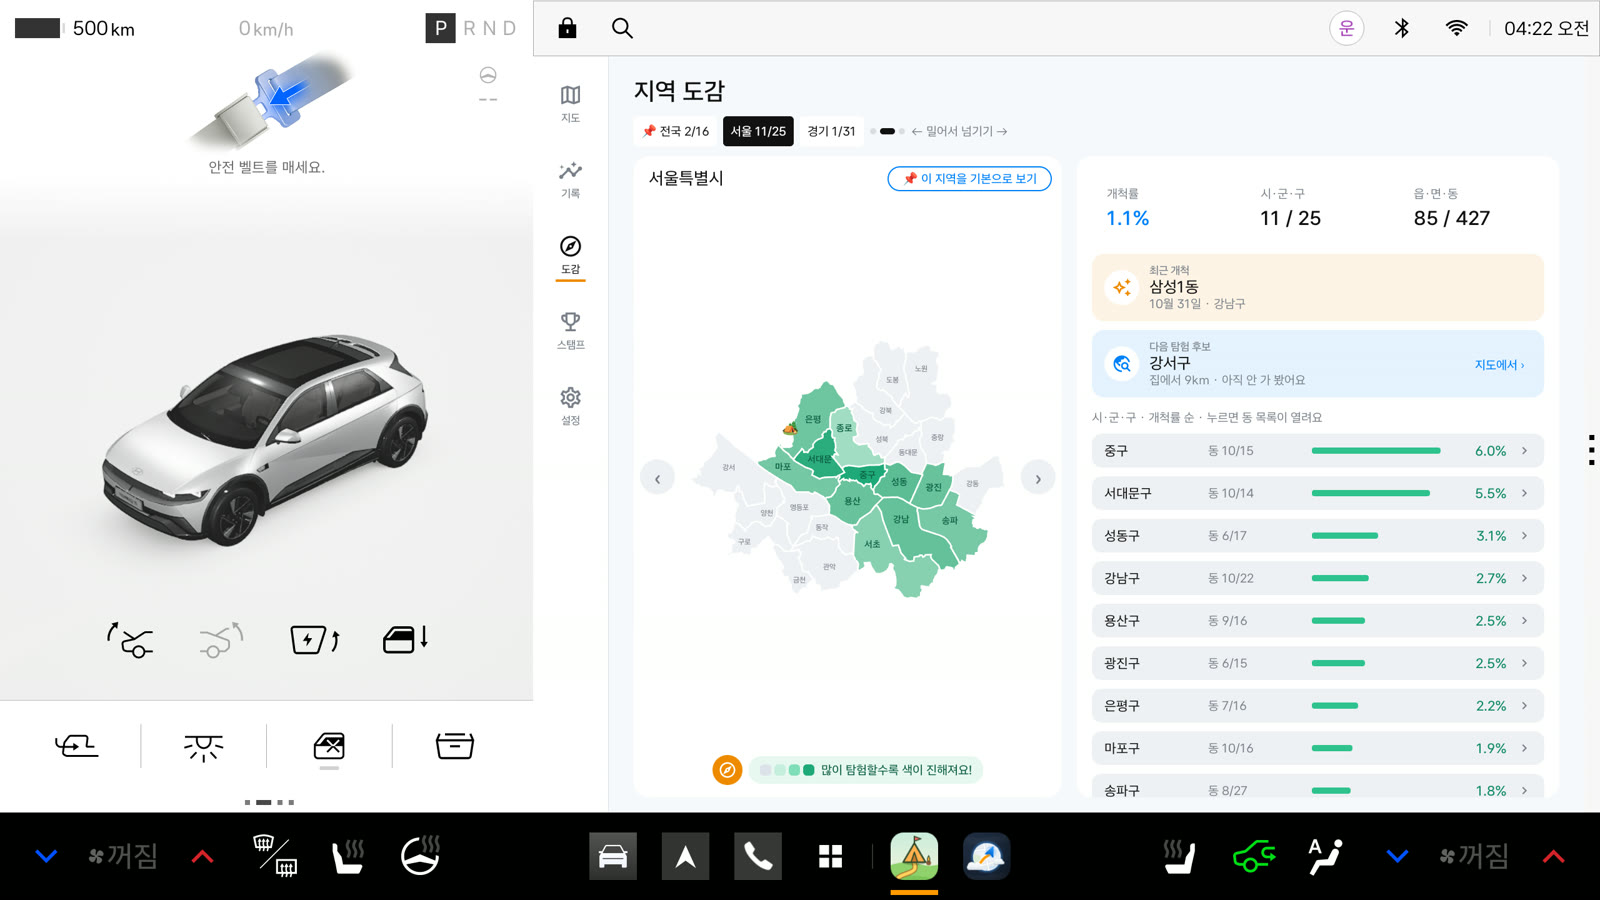 500 km
0 km/h
P R N D
--
안전 벨트를 매세요.
운
04:22 오전
지도
기록
도감
스탬프
설정
지역 도감
전국 2/16
서울 11/25
경기 1/31
← 밀어서 넘기기 →
서울특별시
이 지역을 기본으로 보기
도봉
노원
은평
강북
종로
성북
중랑
동대문
강서
마포
서대문
중구
성동
광진
강동
양천
영등포
용산
강남
송파
동작
구로
서초
관악
금천
많이 탐험할수록 색이 진해져요!
개척률
1.1%
시·군·구
11 / 25
읍·면·동
85 / 427
최근 개척
삼성1동
10월 31일 · 강남구
다음 탐험 후보
강서구
집에서 9km · 아직 안 가 봤어요
지도에서 ›
시·군·구 · 개척률 순 · 누르면 동 목록이 열려요
중구 동 10/15 6.0%
서대문구 동 10/14 5.5%
성동구 동 6/17 3.1%
강남구 동 10/22 2.7%
용산구 동 9/16 2.5%
광진구 동 6/15 2.5%
은평구 동 7/16 2.2%
마포구 동 10/16 1.9%
송파구 동 8/27 1.8%
꺼짐
A
꺼짐